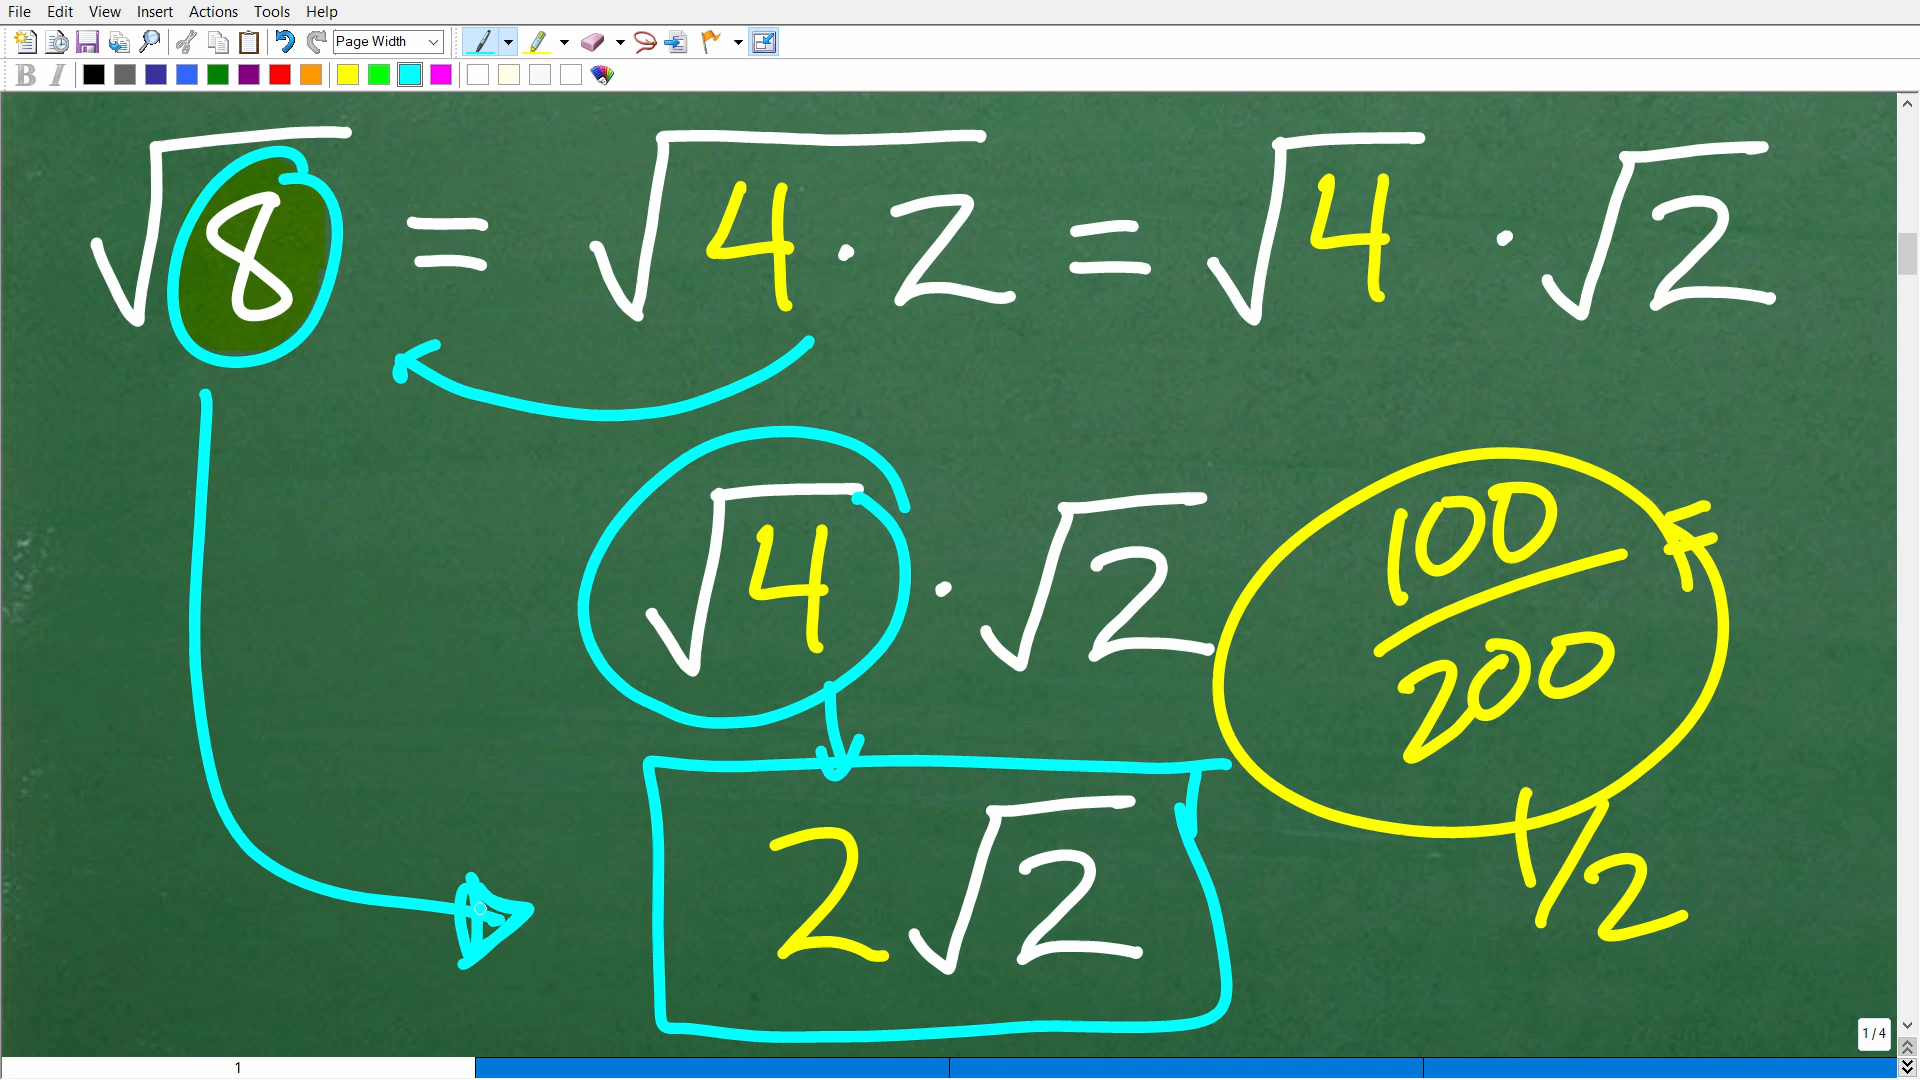 File Edit View Insert Actions Tools Help
Page Width
B I
√8 = √4·2 = √4 · √2
√4 · √2
100/200
2√2
1/2
1/4
1